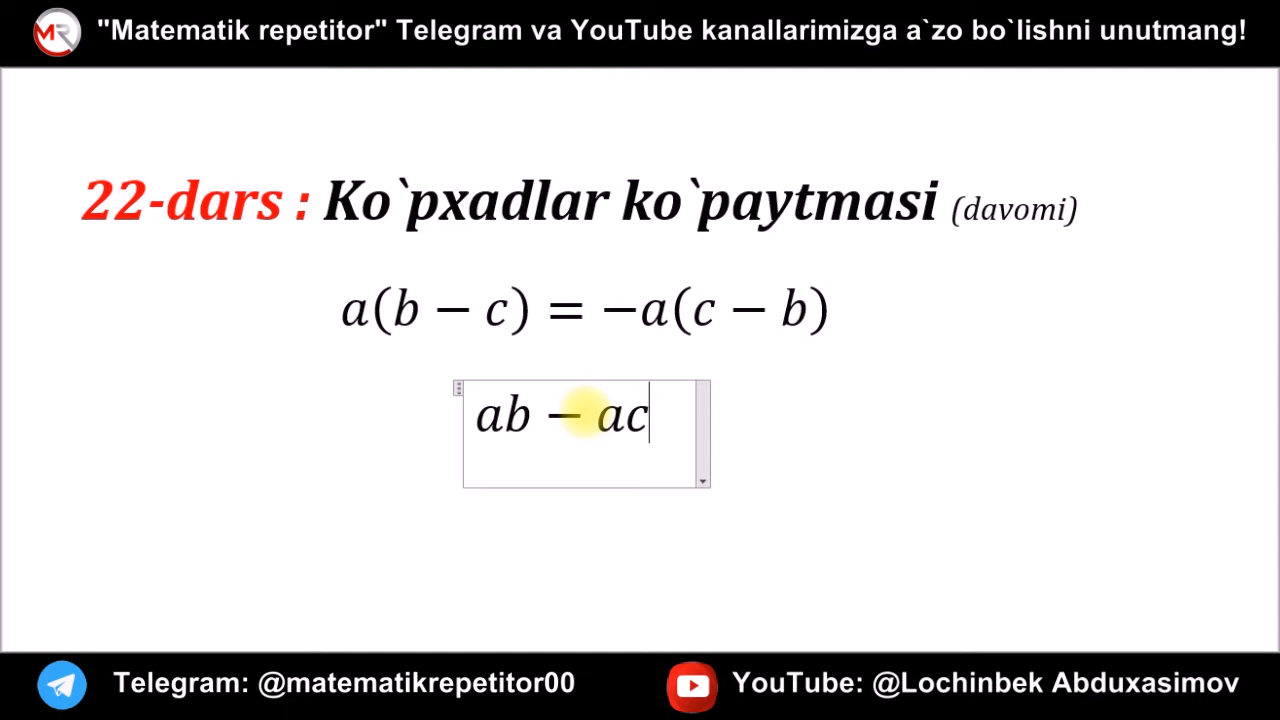 MR "Matematik repetitor" Telegram va YouTube kanallarimizga a`zo bo`lishni unutmang!
22-dars : Ko`pxadlar ko`paytmasi (davomi)
a(b − c) = −a(c − b)
ab − ac
Telegram: @matematikrepetitor00 YouTube: @Lochinbek Abduxasimov